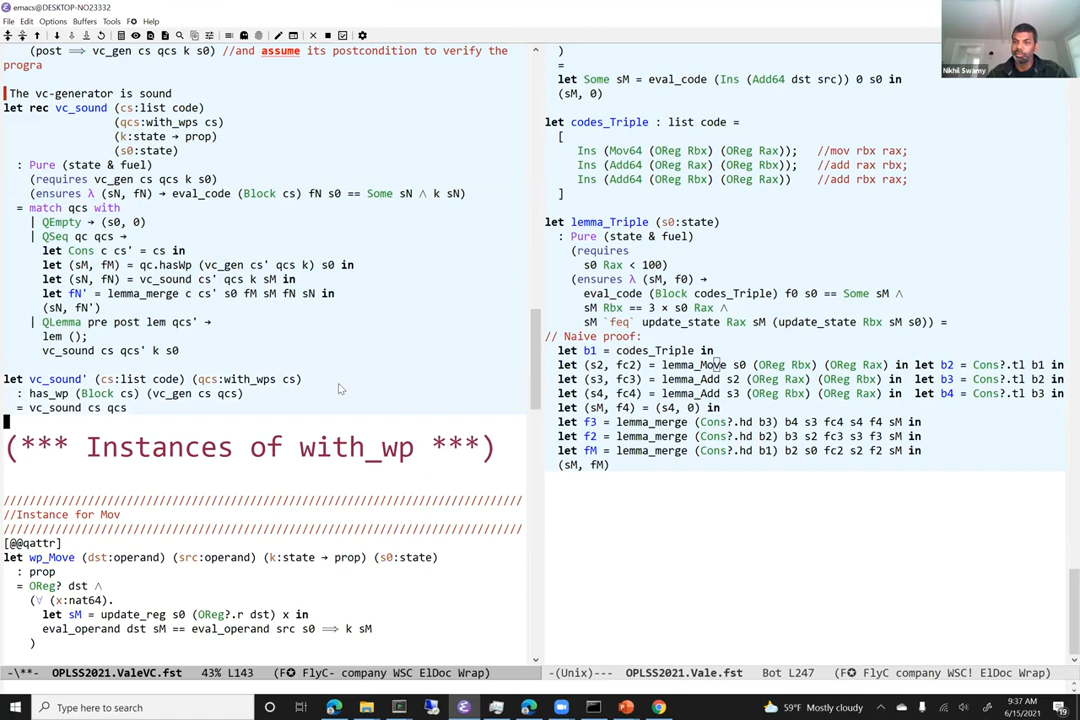 emacs@DESKTOP-NO23332
File Edit Options Buffers Tools F✪ Help
(post ⟹ vc_gen cs qcs k s0) //and assume its postcondition to verify the
progra
The vc-generator is sound
let rec vc_sound (cs:list code)
(qcs:with_wps cs)
(k:state → prop)
(s0:state)
: Pure (state & fuel)
(requires vc_gen cs qcs k s0)
(ensures λ (sN, fN) → eval_code (Block cs) fN s0 == Some sN ∧ k sN)
= match qcs with
| QEmpty → (s0, 0)
| QSeq qc qcs →
let Cons c cs' = cs in
let (sM, fM) = qc.hasWp (vc_gen cs' qcs k) s0 in
let (sN, fN) = vc_sound cs' qcs k sM in
let fN' = lemma_merge c cs' s0 fM sM fN sN in
(sN, fN')
| QLemma pre post lem qcs' →
lem ();
vc_sound cs qcs' k s0
let vc_sound' (cs:list code) (qcs:with_wps cs)
: has_wp (Block cs) (vc_gen cs qcs)
= vc_sound cs qcs
(*** Instances of with_wp ***)
////////////////////////////////////////////////////////////////////////////////
//Instance for Mov
////////////////////////////////////////////////////////////////////////////////
[@@qattr]
let wp_Move (dst:operand) (src:operand) (k:state → prop) (s0:state)
: prop
= OReg? dst ∧
(∀ (x:nat64).
let sM = update_reg s0 (OReg?.r dst) x in
eval_operand dst sM == eval_operand src s0 ⟹ k sM
)
-\**- OPLSS2021.ValeVC.fst 43% L143 (F✪ FlyC- company WSC ElDoc Wrap)
)
=
let Some sM = eval_code (Ins (Add64 dst src)) 0 s0 in
(sM, 0)
let codes_Triple : list code =
[
Ins (Mov64 (OReg Rbx) (OReg Rax)); //mov rbx rax;
Ins (Add64 (OReg Rbx) (OReg Rax)); //add rax rbx;
Ins (Add64 (OReg Rbx) (OReg Rax)) //add rbx rax;
]
let lemma_Triple (s0:state)
: Pure (state & fuel)
(requires
s0 Rax < 100)
(ensures λ (sM, f0) →
eval_code (Block codes_Triple) f0 s0 == Some sM ∧
sM Rbx == 3 × s0 Rax ∧
sM `feq` update_state Rax sM (update_state Rbx sM s0)) =
// Naive proof:
let b1 = codes_Triple in
let (s2, fc2) = lemma_Move s0 (OReg Rbx) (OReg Rax) in let b2 = Cons?.tl b1 in
let (s3, fc3) = lemma_Add s2 (OReg Rbx) (OReg Rax) in let b3 = Cons?.tl b2 in
let (s4, fc4) = lemma_Add s3 (OReg Rbx) (OReg Rax) in let b4 = Cons?.tl b3 in
let (sM, f4) = (s4, 0) in
let f3 = lemma_merge (Cons?.hd b3) b4 s3 fc4 s4 f4 sM in
let f2 = lemma_merge (Cons?.hd b2) b3 s2 fc3 s3 f3 sM in
let fM = lemma_merge (Cons?.hd b1) b2 s0 fc2 s2 f2 sM in
(sM, fM)
-(Unix)--- OPLSS2021.Vale.fst Bot L247 (F✪ FlyC company WSC! ElDoc Wrap)
Nikhil Swamy
Type here to search
59°F Mostly cloudy
9:37 AM
6/15/2021
19